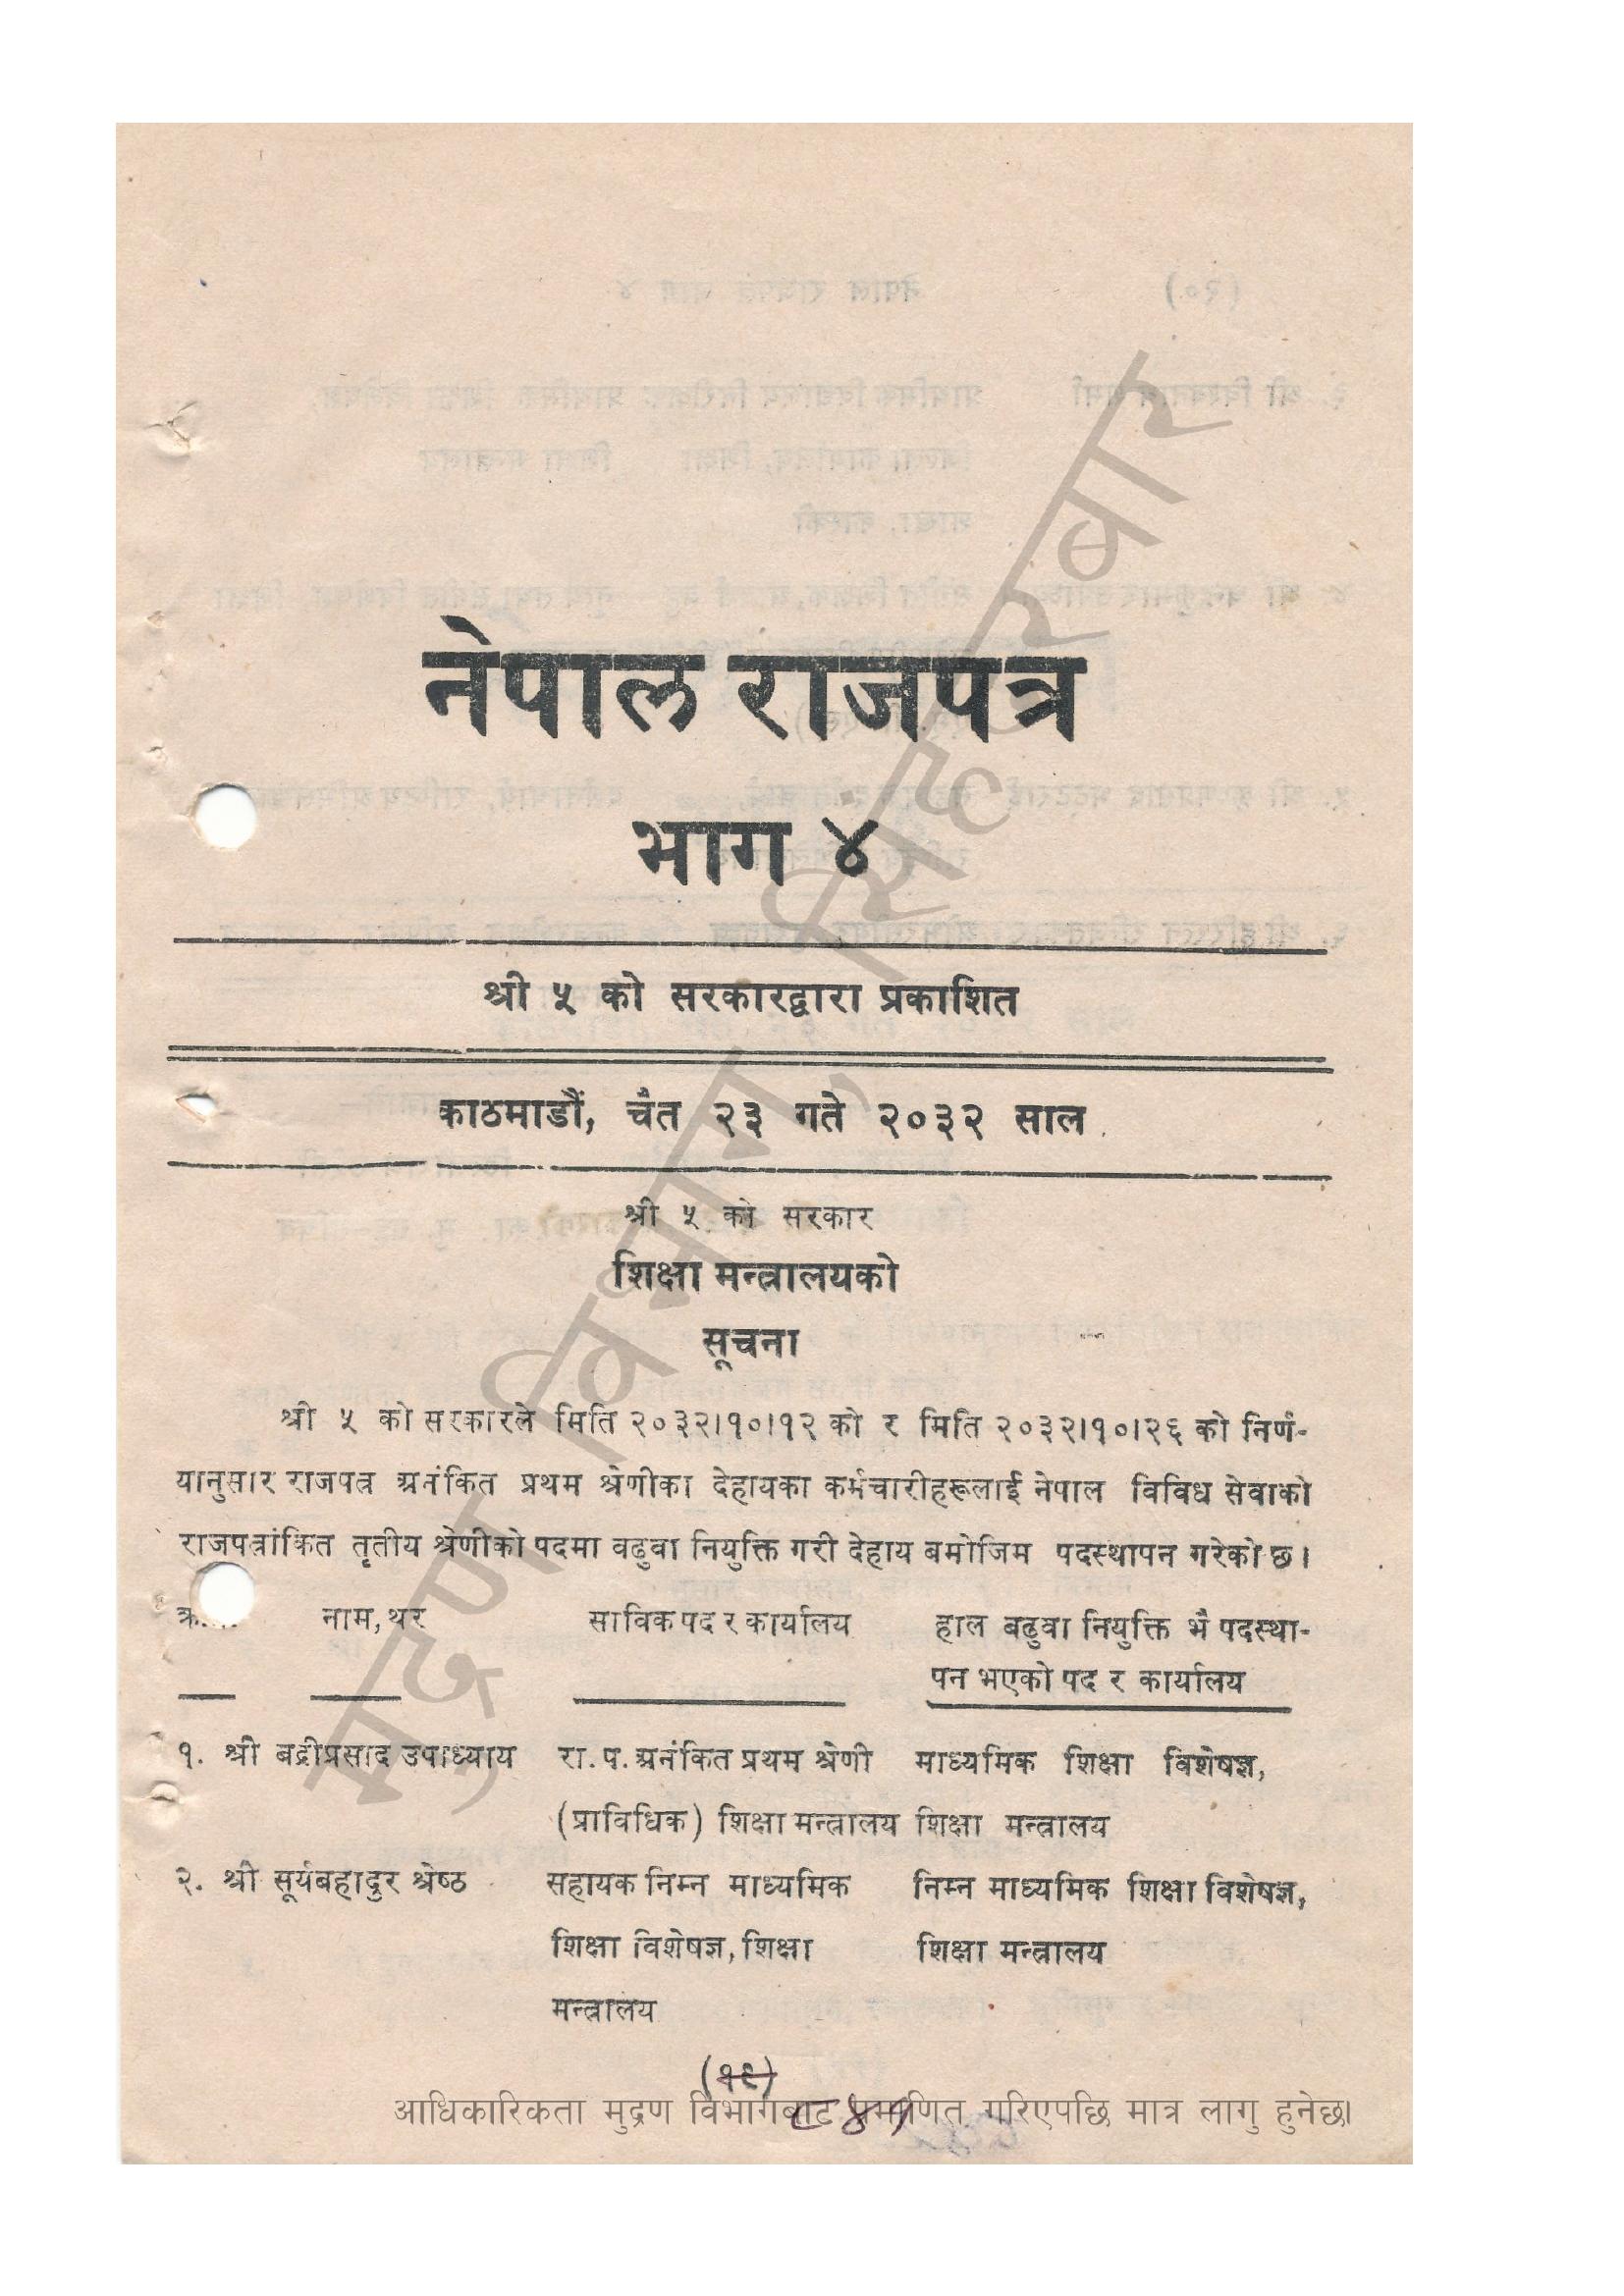 नेपाल राजपत्र
भाग ४
श्री ५ को सरकारद्वारा प्रकाशित
काठमाडौं, चैत २३ गते २०३२ साल
श्री ५ को सरकार
शिक्षा मन्त्रालयको
सूचना
श्री ५ को सरकारले मिति २०३२।१०।१२ को र मिति २०३२।१०।२६ को निर्ण-
यानुसार राजपत्र अनंकित प्रथम श्रेणीका देहायका कर्मचारीहरूलाई नेपाल विविध सेवाको
राजपत्रांकित तृतीय श्रेणीको पदमा बढुवा नियुक्ति गरी देहाय बमोजिम पदस्थापन गरेको छ।
नाम, थर साविक पद र कार्यालय हाल बढुवा नियुक्ति भै पदस्था-
पन भएको पद र कार्यालय
१. श्री बद्रीप्रसाद उपाध्याय रा.प.अनंकित प्रथम श्रेणी माध्यमिक शिक्षा विशेषज्ञ,
(प्राविधिक) शिक्षा मन्त्रालय शिक्षा मन्त्रालय
२. श्री सूर्यबहादुर श्रेष्ठ सहायक निम्न माध्यमिक निम्न माध्यमिक शिक्षा विशेषज्ञ,
शिक्षा विशेषज्ञ, शिक्षा शिक्षा मन्त्रालय
मन्त्रालय
(१९)
आधिकारिकता मुद्रण विभागबाट प्रमाणित गरिएपछि मात्र लागु हुनेछ।
मुद्रण विभाग, सिंहदरबार